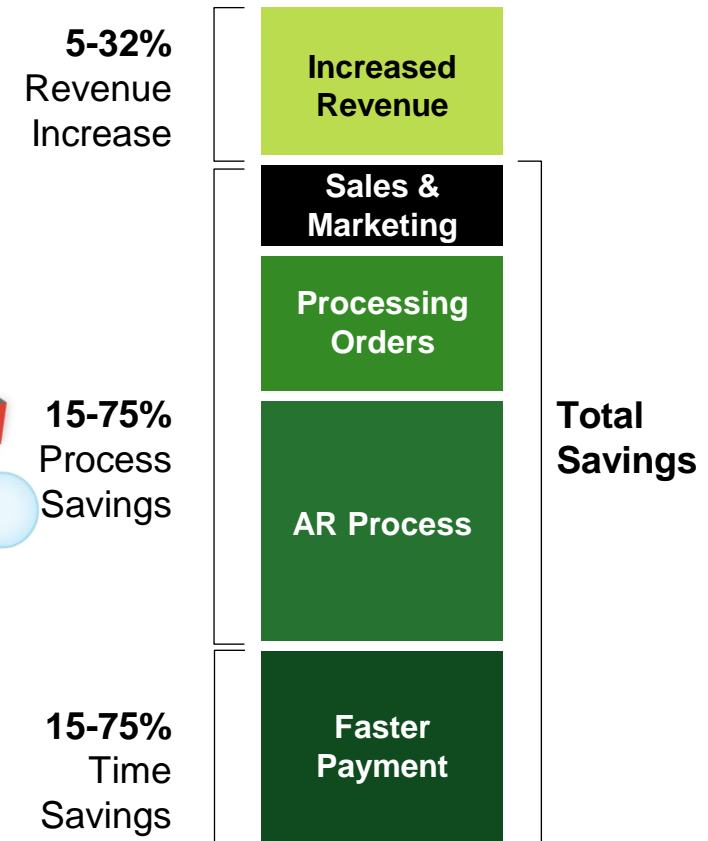 5-32%
Revenue
Increase
Increased
Revenue
Sales &
Marketing
Processing
Orders
15-75%
Process
Savings
AR Process
Total
Savings
15-75%
Time
Savings
Faster
Payment